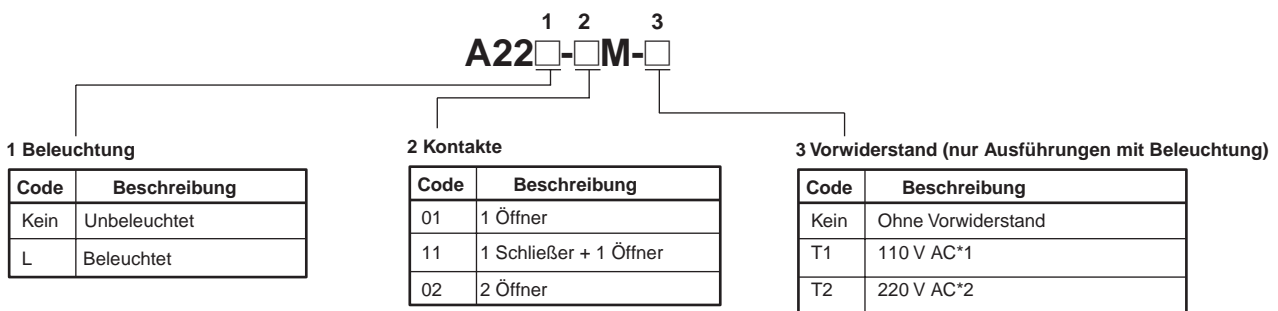 1 2 3
A22□-□M-□
1 Beleuchtung
Code Beschreibung
Kein Unbeleuchtet
L Beleuchtet
2 Kontakte
Code Beschreibung
01 1 Öffner
11 1 Schließer + 1 Öffner
02 2 Öffner
3 Vorwiderstand (nur Ausführungen mit Beleuchtung)
Code Beschreibung
Kein Ohne Vorwiderstand
T1 110 V AC*1
T2 220 V AC*2